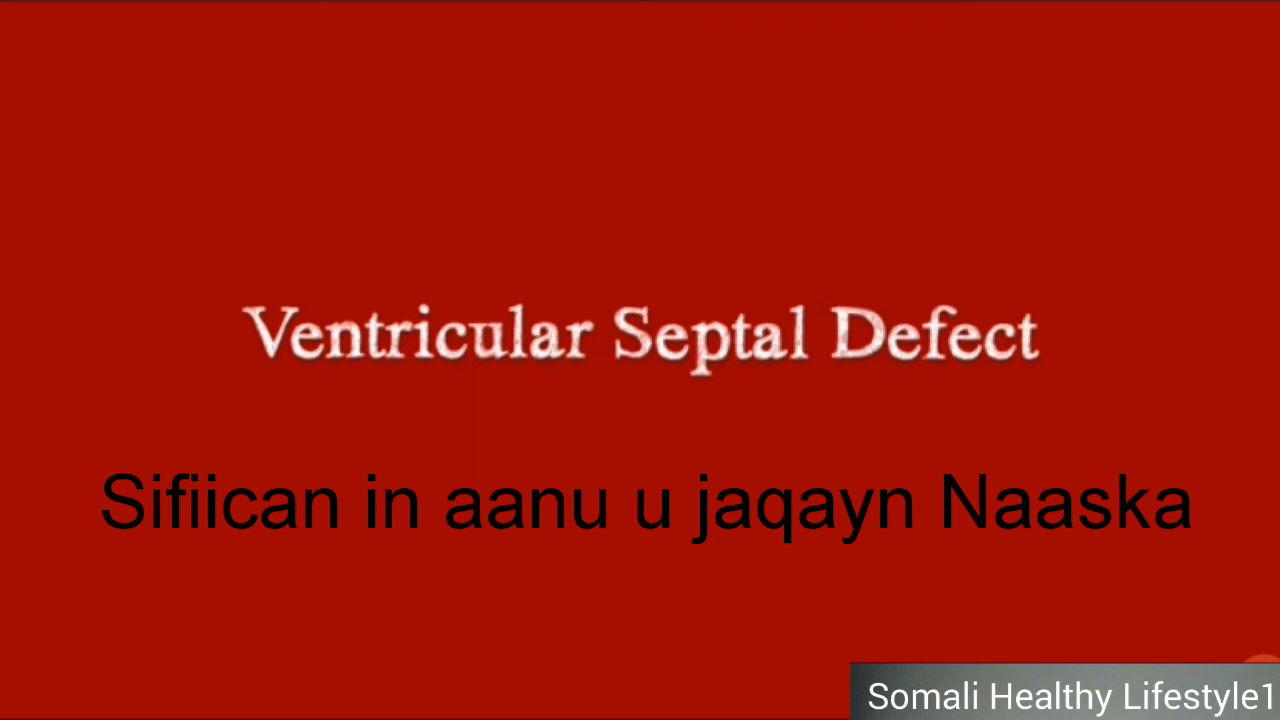 Ventricular Septal Defect
Sifiican in aanu u jaqayn Naaska
Somali Healthy Lifestyle1